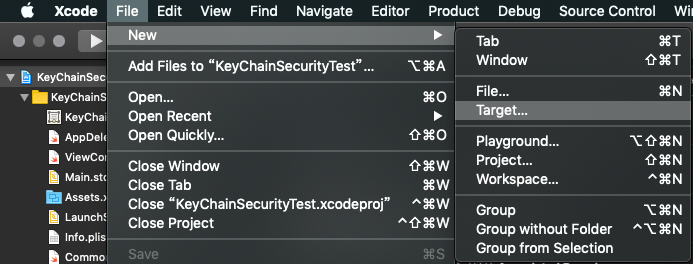 Xcode File Edit View Find Navigate Editor Product Debug Source Control
New
Add Files to “KeyChainSecurityTest”... ⌥⌘A
Open... ⌘O
Open Recent
Open Quickly... ⇧⌘O
Close Window ⇧⌘W
Close Tab ⌘W
Close “KeyChainSecurityTest.xcodeproj” ^⌘W
Close Project ^⇧⌘W
Save ⌘S
Tab ⌘T
Window ⇧⌘T
File... ⌘N
Target...
Playground... ⌥⇧⌘N
Project... ⇧⌘N
Workspace... ^⌘N
Group ⌥⌘N
Group without Folder ^⌥⌘N
Group from Selection
KeyChainSec
KeyChainS
KeyChai
AppDele
ViewCon
Main.sto
Assets.x
LaunchS
Info.plis
Commo